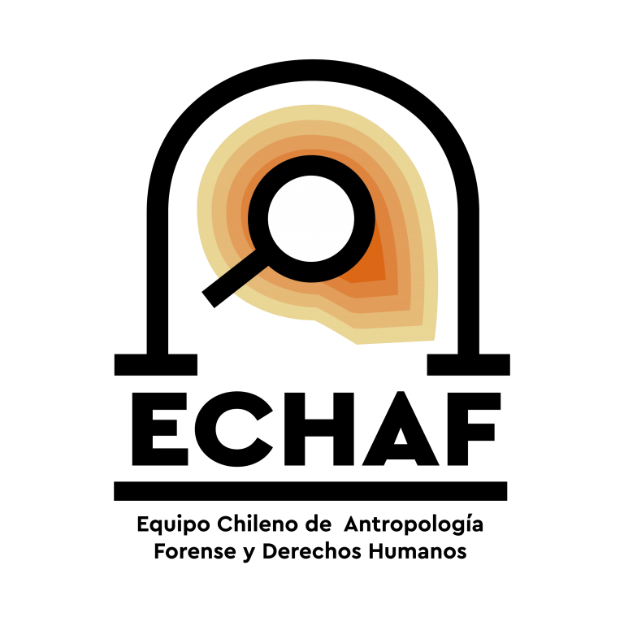 ECHAF
Equipo Chileno de Antropología
Forense y Derechos Humanos